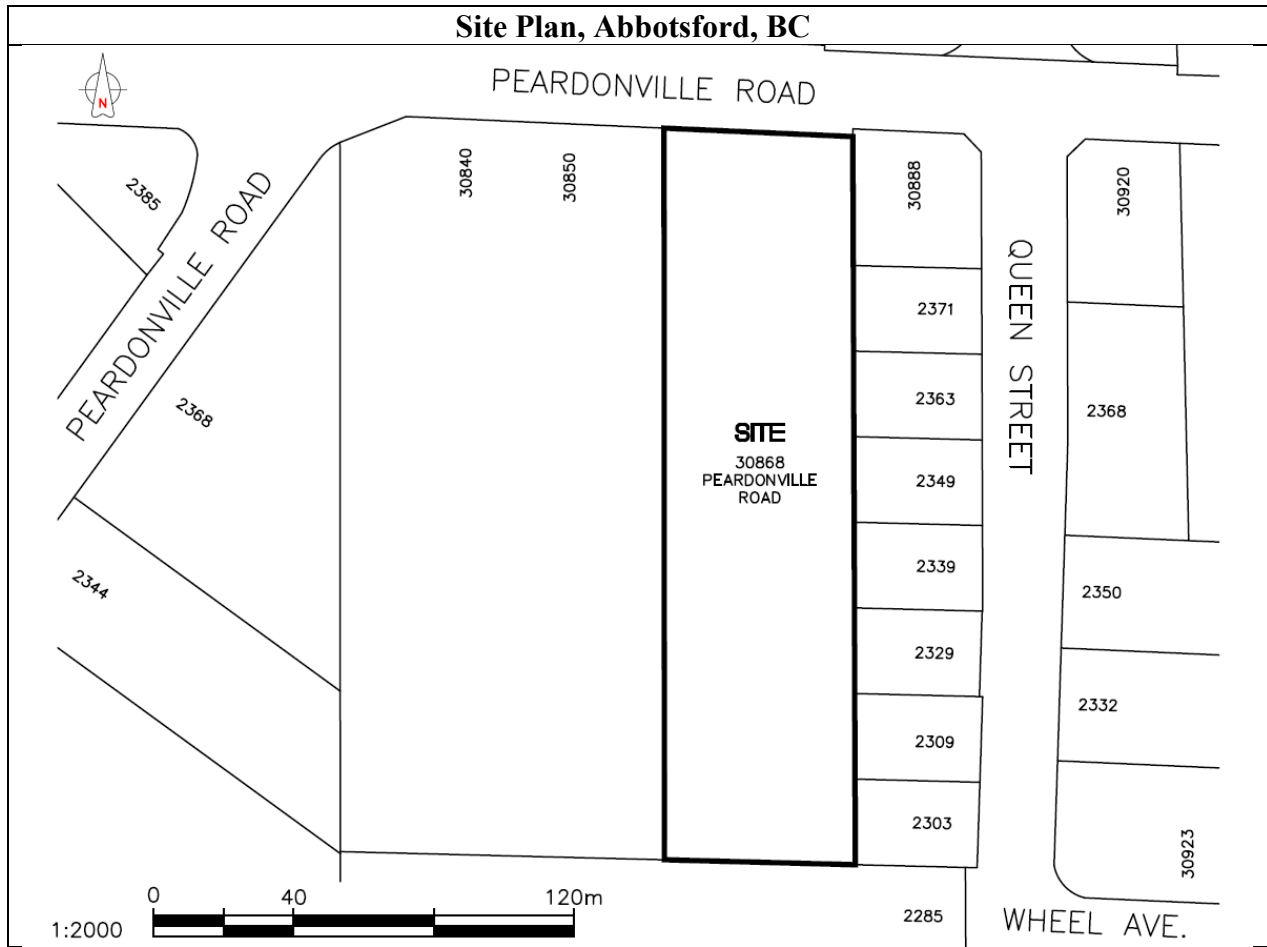 Site Plan, Abbotsford, BC
N
PEARDONVILLE ROAD
2385
PEARDONVILLE ROAD
30840
30850
30888
30920
2371
QUEEN STREET
2363
2368
2368
SITE
30868
PEARDONVILLE
ROAD
2349
2339
2344
2350
2329
2332
2309
2303
30923
0 40 120m
1:2000
2285
WHEEL AVE.